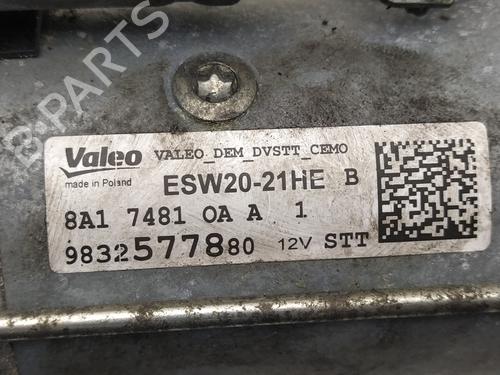 B-PARTS
Valeo VALEO_DEM_DVSTT_CEMO
made in Poland ESW20-21HE B
8A1 7481 0A A 1
9832577880 12V STT